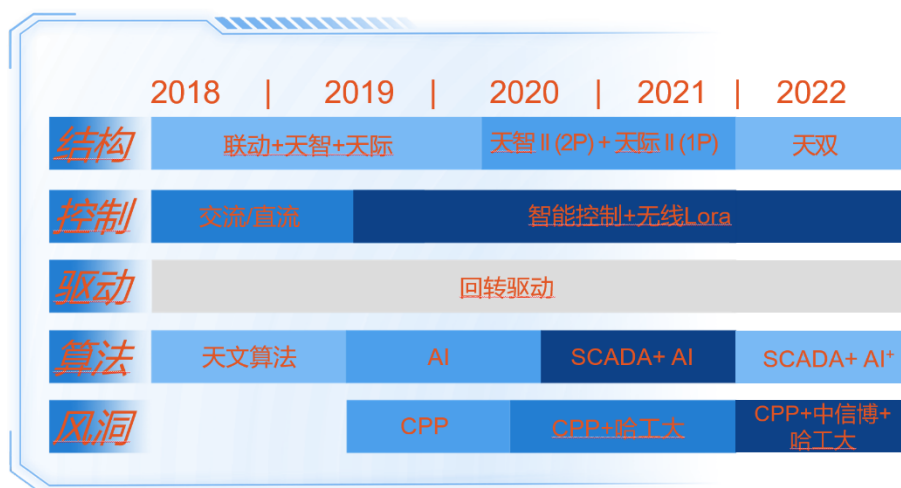 2018 | 2019 | 2020 | 2021 | 2022
结构 联动+天智+天际 天智Ⅱ(2P)+天际Ⅱ(1P) 天双
控制 交流/直流 智能控制+无线Lora
驱动 回转驱动
算法 天文算法 AI SCADA+ AI SCADA+ AI⁺
风洞 CPP CPP+哈工大 CPP+中信博+
哈工大